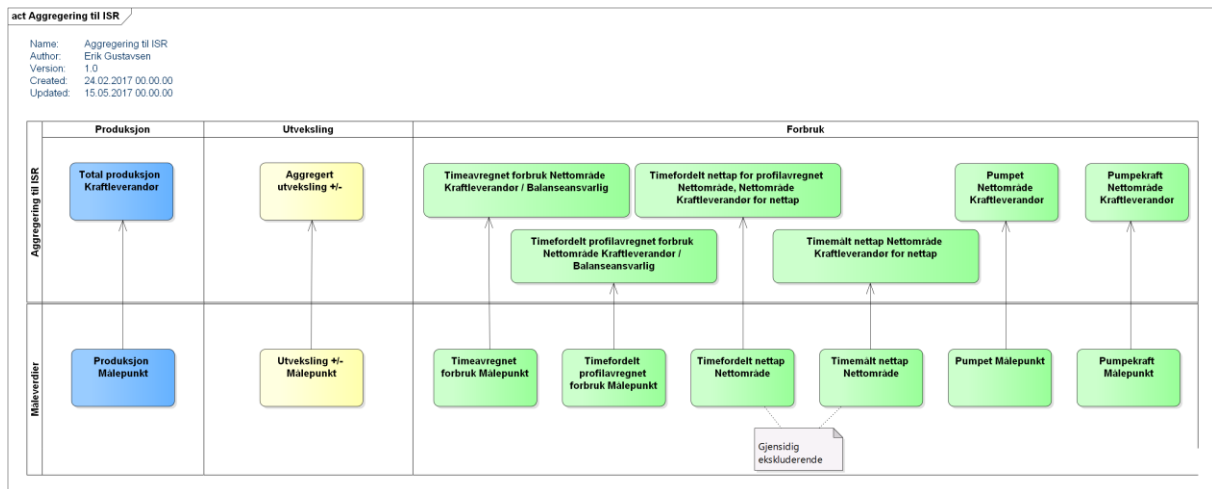 act Aggregering til ISR
Name: Aggregering til ISR
Author: Erik Gustavsen
Version: 1.0
Created: 24.02.2017 00.00.00
Updated: 15.05.2017 00.00.00
Produksjon
Utveksling
Forbruk
Aggregering til ISR
Total produksjon
Kraftleverandør
Aggregert
utveksling +/-
Timeavregnet forbruk Nettområde
Kraftleverandør / Balanseansvarlig
Timefordelt nettap for profilavregnet
Nettområde, Nettområde
Kraftleverandør for nettap
Pumpet
Nettområde
Kraftleverandør
Pumpekraft
Nettområde
Kraftleverandør
Timefordelt profilavregnet forbruk
Nettområde Kraftleverandør /
Balanseansvarlig
Timemålt nettap Nettområde
Kraftleverandør for nettap
Måleverdier
Produksjon
Målepunkt
Utveksling +/-
Målepunkt
Timeavregnet
forbruk Målepunkt
Timefordelt
profilavregnet
forbruk Målepunkt
Timefordelt nettap
Nettområde
Timemålt nettap
Nettområde
Pumpet Målepunkt
Pumpekraft
Målepunkt
Gjensidig
ekskluderende